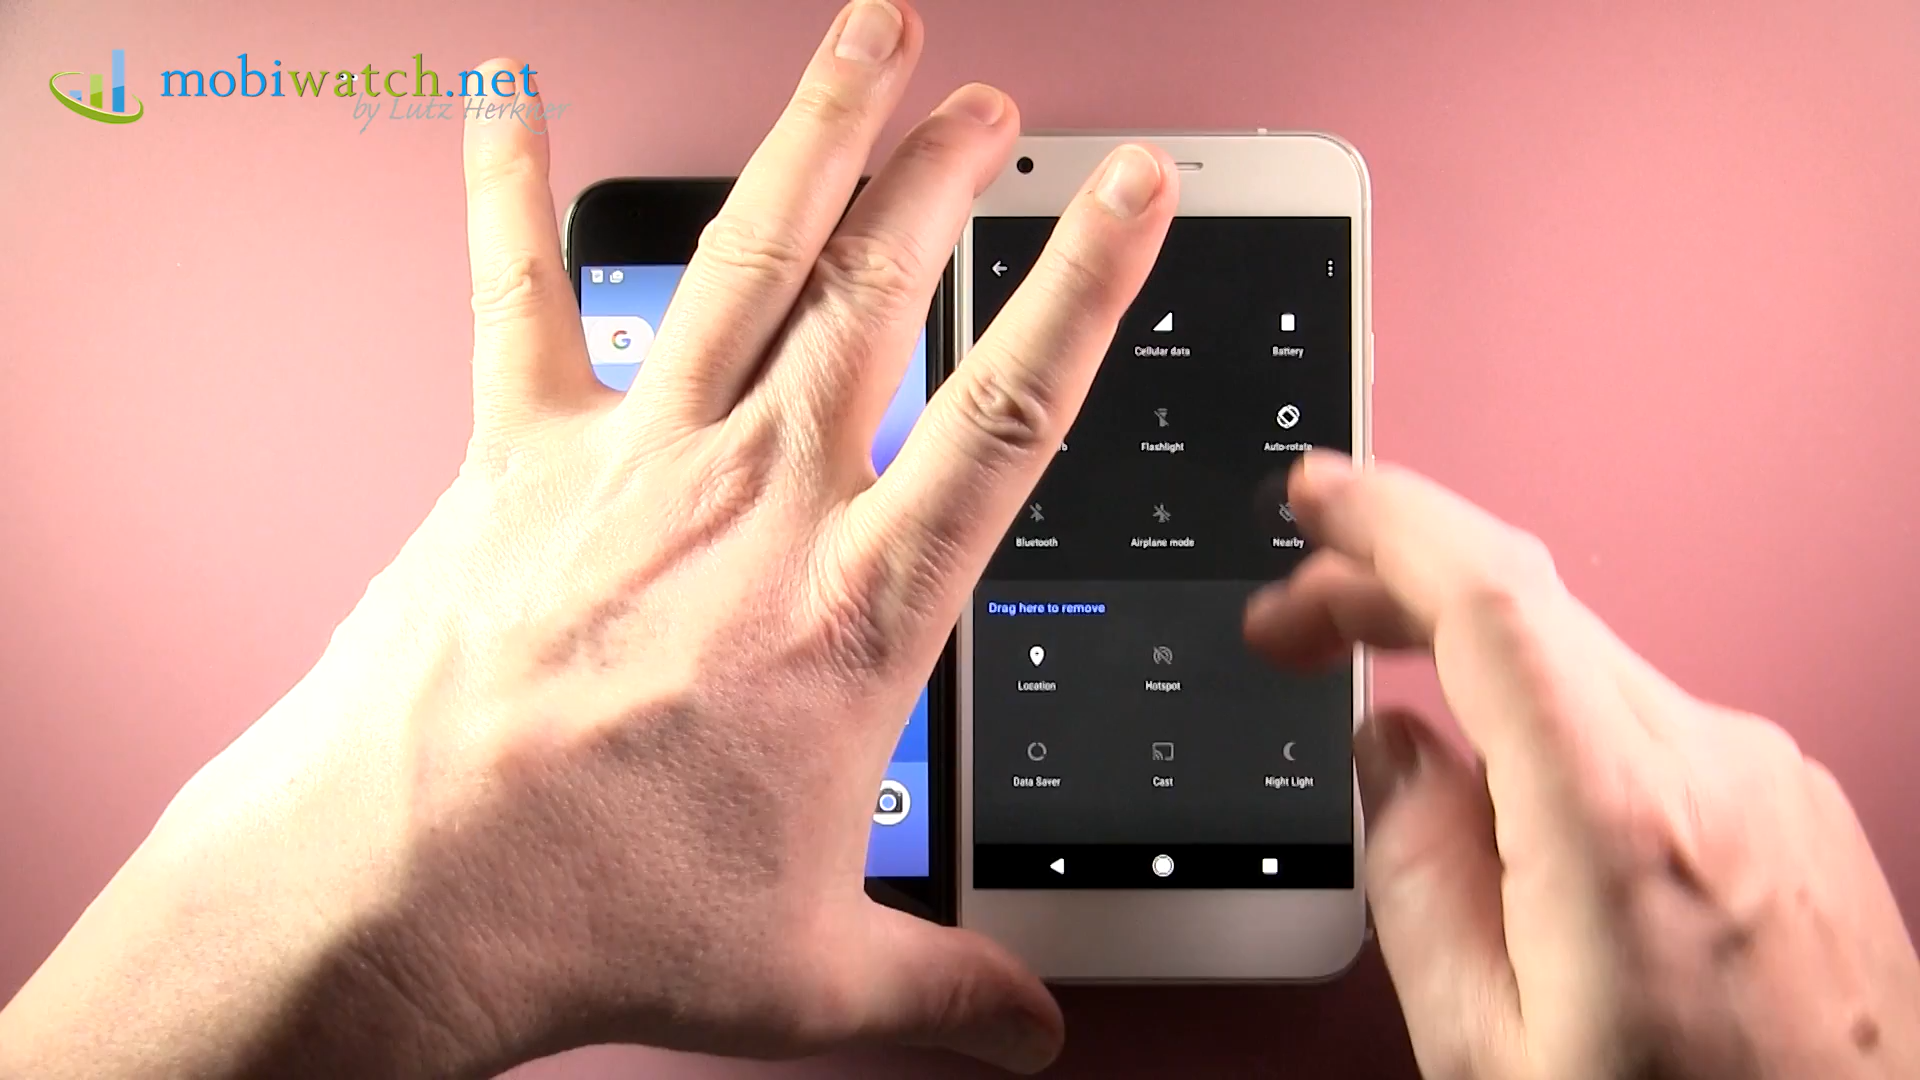 mobiwatch.net
by Lutz Herkner
G
Cellular data
Battery
Flashlight
Auto-rotate
Bluetooth
Airplane mode
Nearby
Drag here to remove
Location
Hotspot
Data Saver
Cast
Night Light